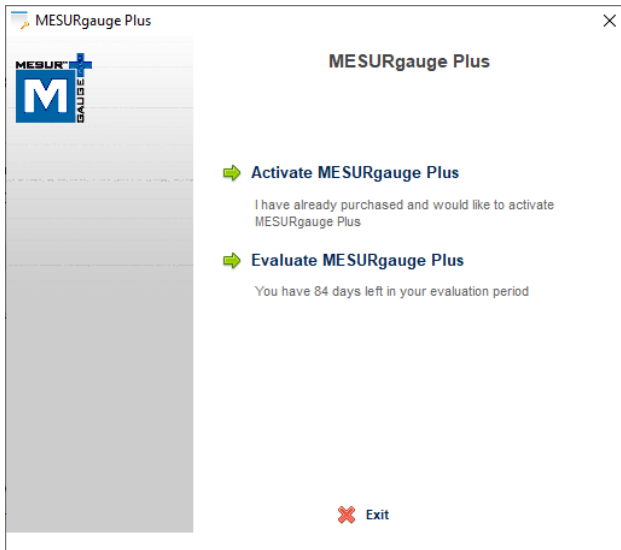 MESURgauge Plus
MESUR™
M
GAUGE
MESURgauge Plus
Activate MESURgauge Plus
I have already purchased and would like to activate
MESURgauge Plus
Evaluate MESURgauge Plus
You have 84 days left in your evaluation period
Exit